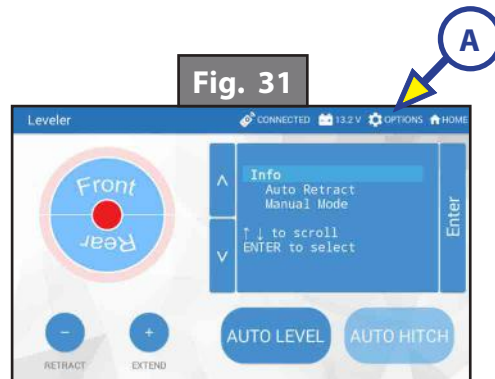 A
Fig. 31
Leveler
CONNECTED 13.2 V OPTIONS HOME
Front
Rear
^
v
Info
Auto Retract
Manual Mode
↑ ↓ to scroll
ENTER to select
Enter
−
+
RETRACT
EXTEND
AUTO LEVEL
AUTO HITCH